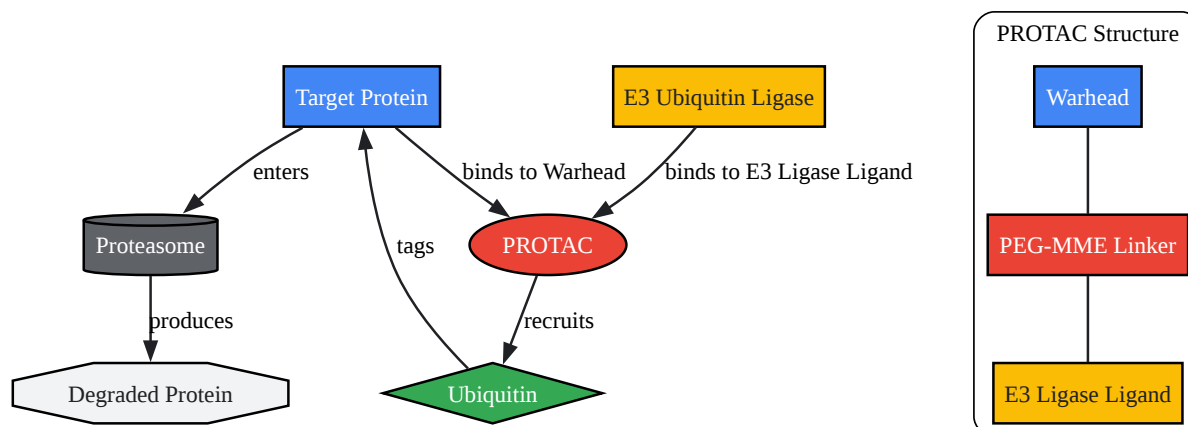 PROTAC Structure
Target Protein
E3 Ubiquitin Ligase
Warhead
enters
binds to Warhead
binds to E3 Ligase Ligand
Proteasome
tags
PROTAC
PEG-MME Linker
produces
recruits
Degraded Protein
Ubiquitin
E3 Ligase Ligand